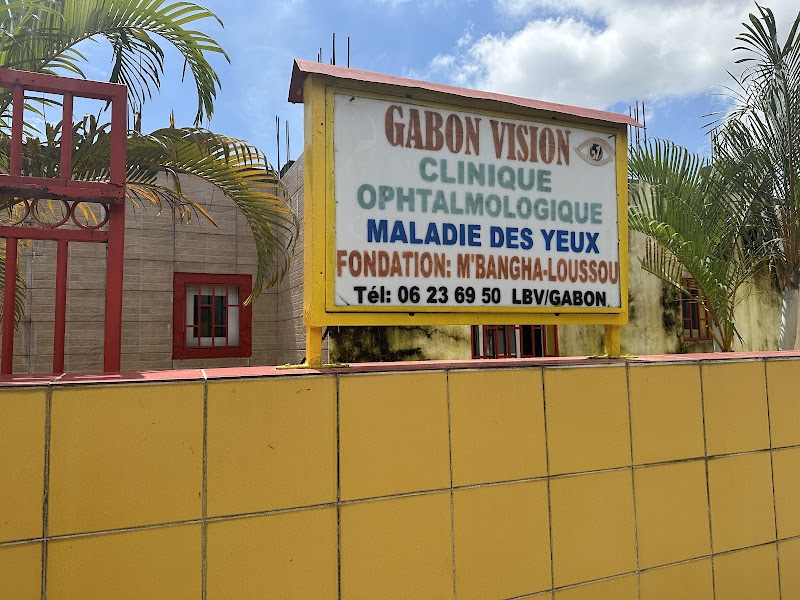 GABON VISION
CLINIQUE
OPHTALMOLOGIQUE
MALADIE DES YEUX
FONDATION: M'BANGHA-LOUSSOU
Tél: 06 23 69 50 LBV/GABON